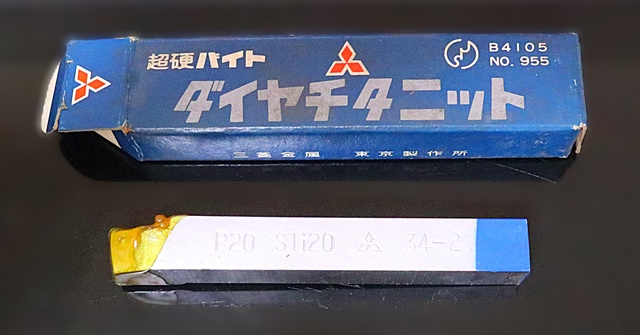 超硬バイト
B4105
NO. 955
ダイヤチタニット
三菱金属 東京製作所
P20 STi20 34-2